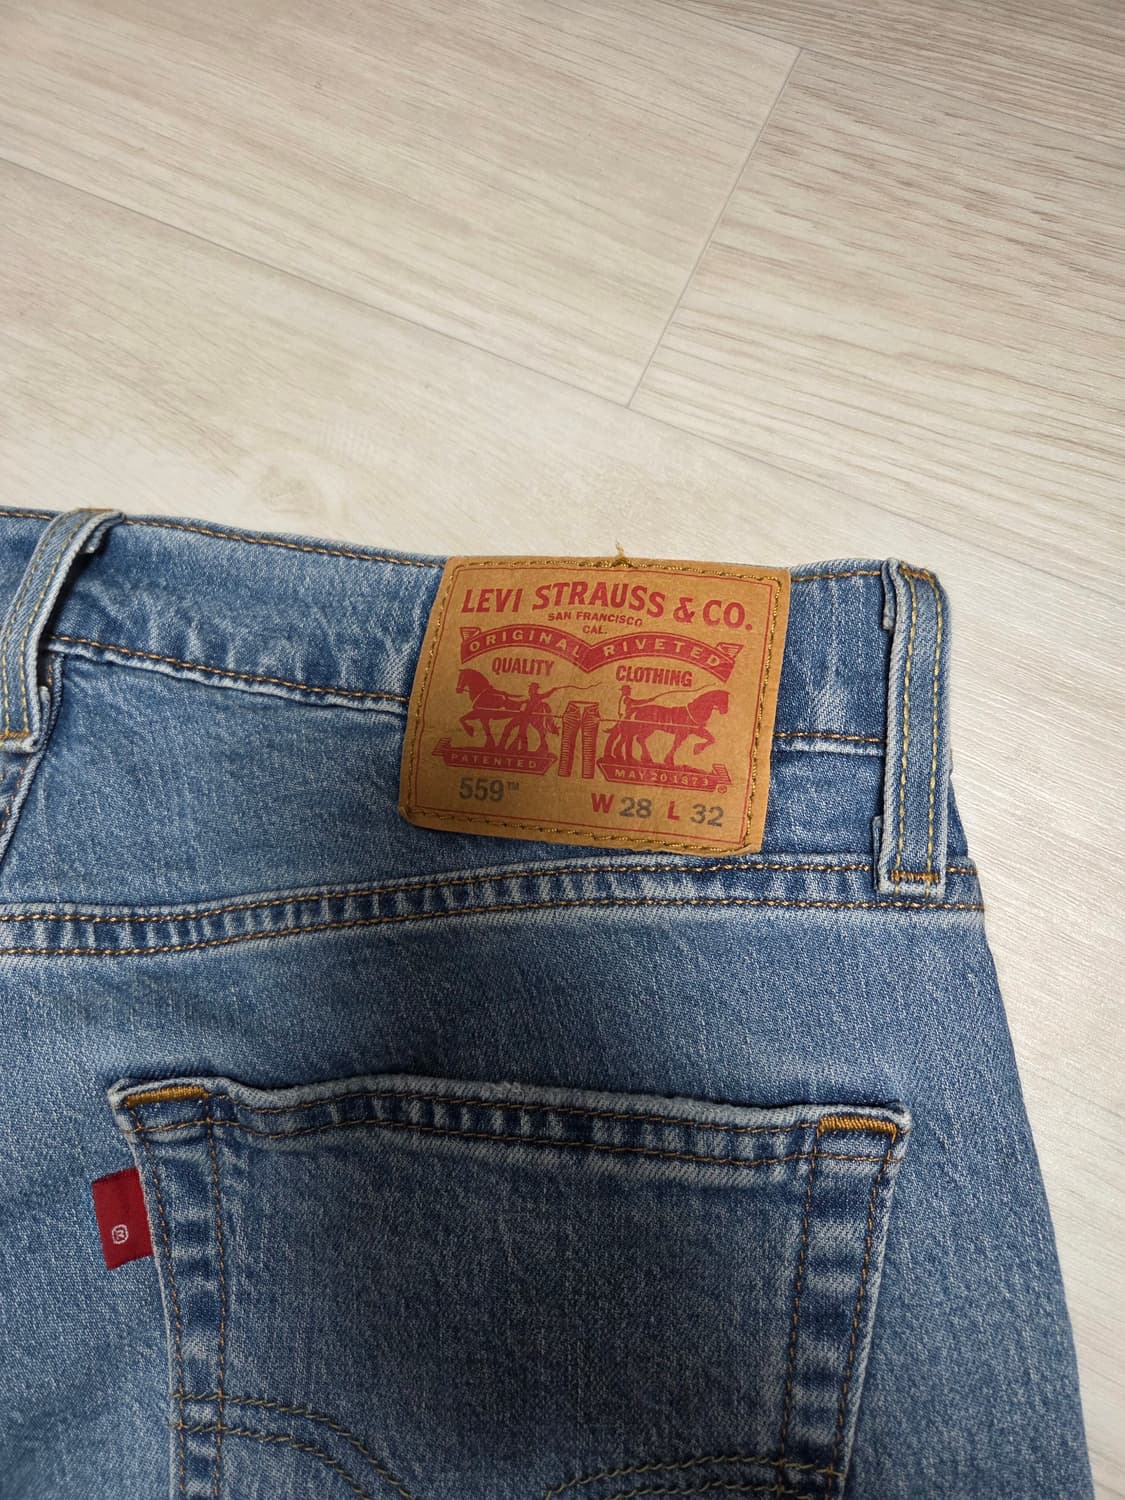 LEVI STRAUSS & CO.
SAN FRANCISCO
CAL.
ORIGINAL RIVETED
QUALITY CLOTHING
PATENTED MAY 20 1873 ®
559™ W 28 L 32
®